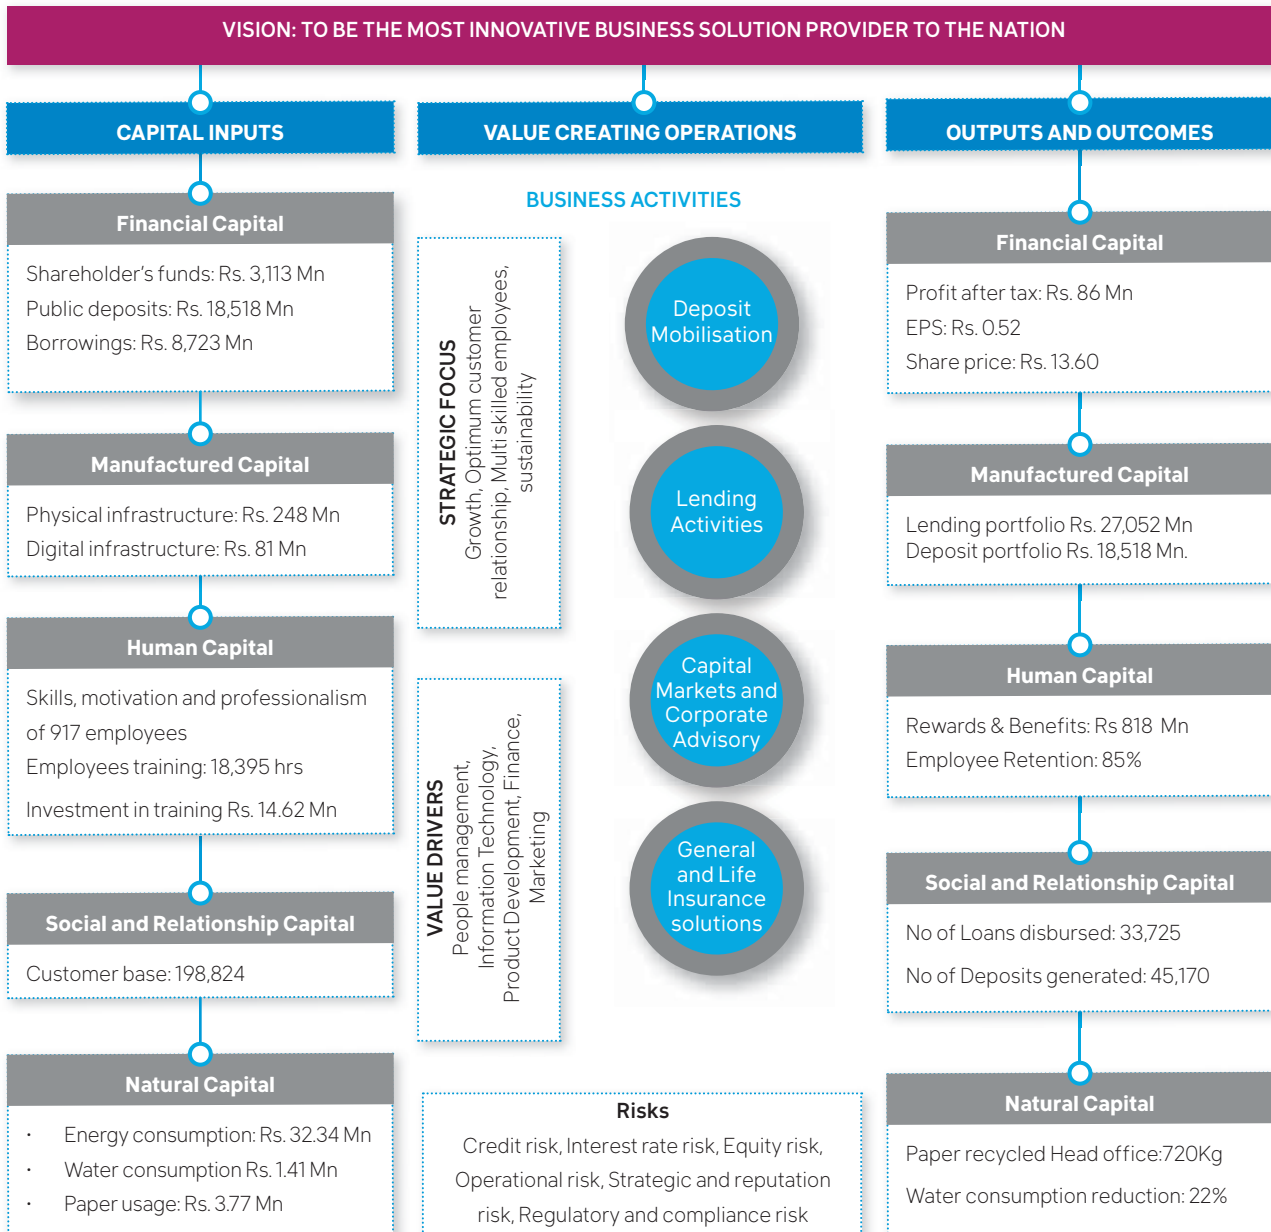 VISION: TO BE THE MOST INNOVATIVE BUSINESS SOLUTION PROVIDER TO THE NATION
CAPITAL INPUTS
Financial Capital
Shareholder's funds: Rs. 3,113 Mn
Public deposits: Rs. 18,518 Mn
Borrowings: Rs. 8,723 Mn
Manufactured Capital
Physical infrastructure: Rs. 248 Mn
Digital infrastructure: Rs. 81 Mn
Human Capital
Skills, motivation and professionalism
of 917 employees
Employees training: 18,395 hrs
Investment in training Rs. 14.62 Mn
Social and Relationship Capital
Customer base: 198,824
Natural Capital
· Energy consumption: Rs. 32.34 Mn
· Water consumption Rs. 1.41 Mn
· Paper usage: Rs. 3.77 Mn
VALUE CREATING OPERATIONS
BUSINESS ACTIVITIES
STRATEGIC FOCUS
Growth, Optimum customer
relationship, Multi skilled employees,
sustainability
VALUE DRIVERS
People management,
Information Technology,
Product Development, Finance,
Marketing
Deposit
Mobilisation
Lending
Activities
Capital
Markets and
Corporate
Advisory
General
and Life
Insurance
solutions
Risks
Credit risk, Interest rate risk, Equity risk,
Operational risk, Strategic and reputation
risk, Regulatory and compliance risk
OUTPUTS AND OUTCOMES
Financial Capital
Profit after tax: Rs. 86 Mn
EPS: Rs. 0.52
Share price: Rs. 13.60
Manufactured Capital
Lending portfolio Rs. 27,052 Mn
Deposit portfolio Rs. 18,518 Mn.
Human Capital
Rewards & Benefits: Rs 818 Mn
Employee Retention: 85%
Social and Relationship Capital
No of Loans disbursed: 33,725
No of Deposits generated: 45,170
Natural Capital
Paper recycled Head office:720Kg
Water consumption reduction: 22%